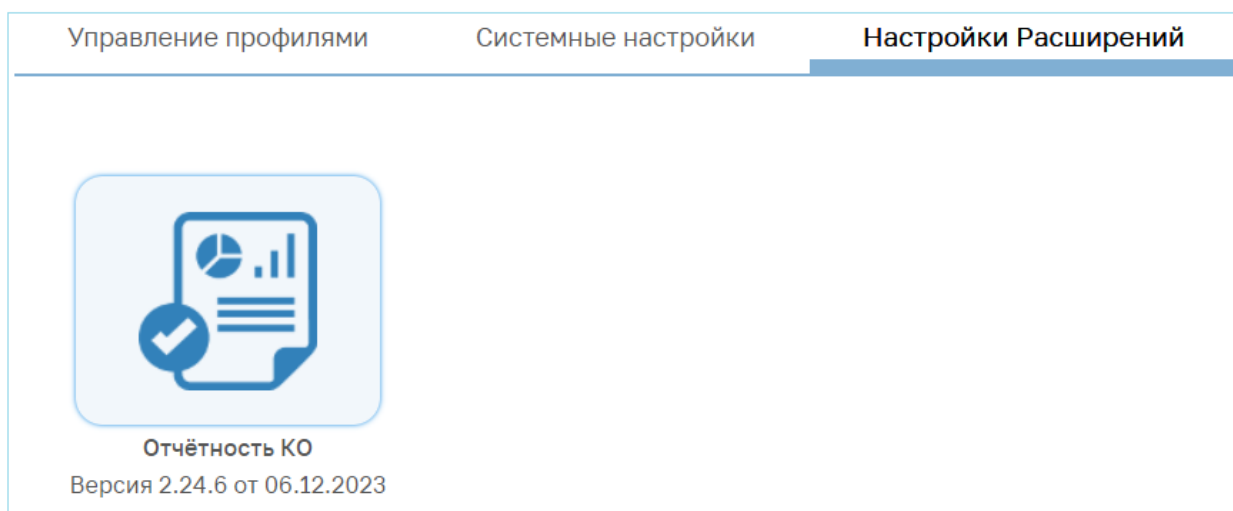 Управление профилями Системные настройки Настройки Расширений
Отчётность КО
Версия 2.24.6 от 06.12.2023